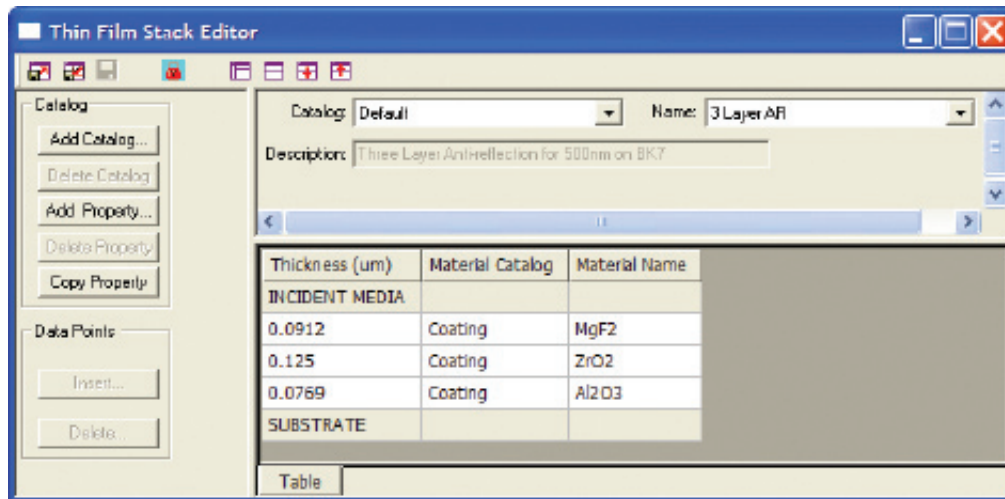 Thin Film Stack Editor
Catalog
Add Catalog...
Delete Catalog
Add Property...
Delete Property
Copy Property
Data Points
Insert...
Delete...
Catalog: Default Name: 3 Layer AR
Description: Three Layer Anti-reflection for 500nm on BK7
Thickness (um) Material Catalog Material Name
INCIDENT MEDIA
0.0912 Coating MgF2
0.125 Coating ZrO2
0.0769 Coating Al2O3
SUBSTRATE
Table